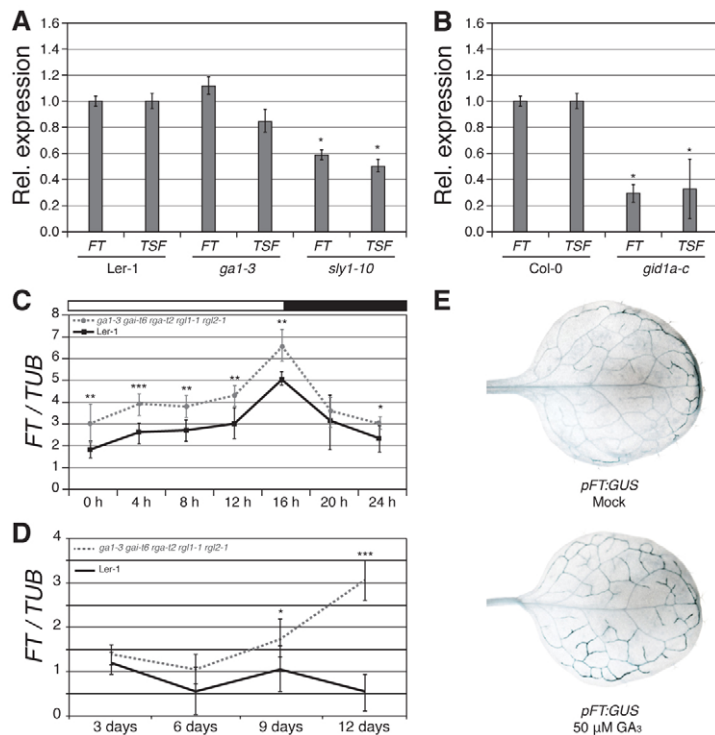 A
Rel. expression
1.6
1.4
1.2
1.0
0.8
0.6
0.4
0.2
0.0
* *
FT TSF FT TSF FT TSF
Ler-1 ga1-3 sly1-10
B
Rel. expression
1.6
1.4
1.2
1.0
0.8
0.6
0.4
0.2
0.0
* *
FT TSF FT TSF
Col-0 gid1a-c
C
FT / TUB
8
7
6
5
4
3
2
1
0
ga1-3 gai-t6 rga-t2 rgl1-1 rgl2-1
Ler-1
** *** ** ** ** *
0 h 4 h 8 h 12 h 16 h 20 h 24 h
D
FT / TUB
4
3
2
1
0
ga1-3 gai-t6 rga-t2 rgl1-1 rgl2-1
Ler-1
* ***
3 days 6 days 9 days 12 days
E
pFT:GUS
Mock
pFT:GUS
50 µM GA₃